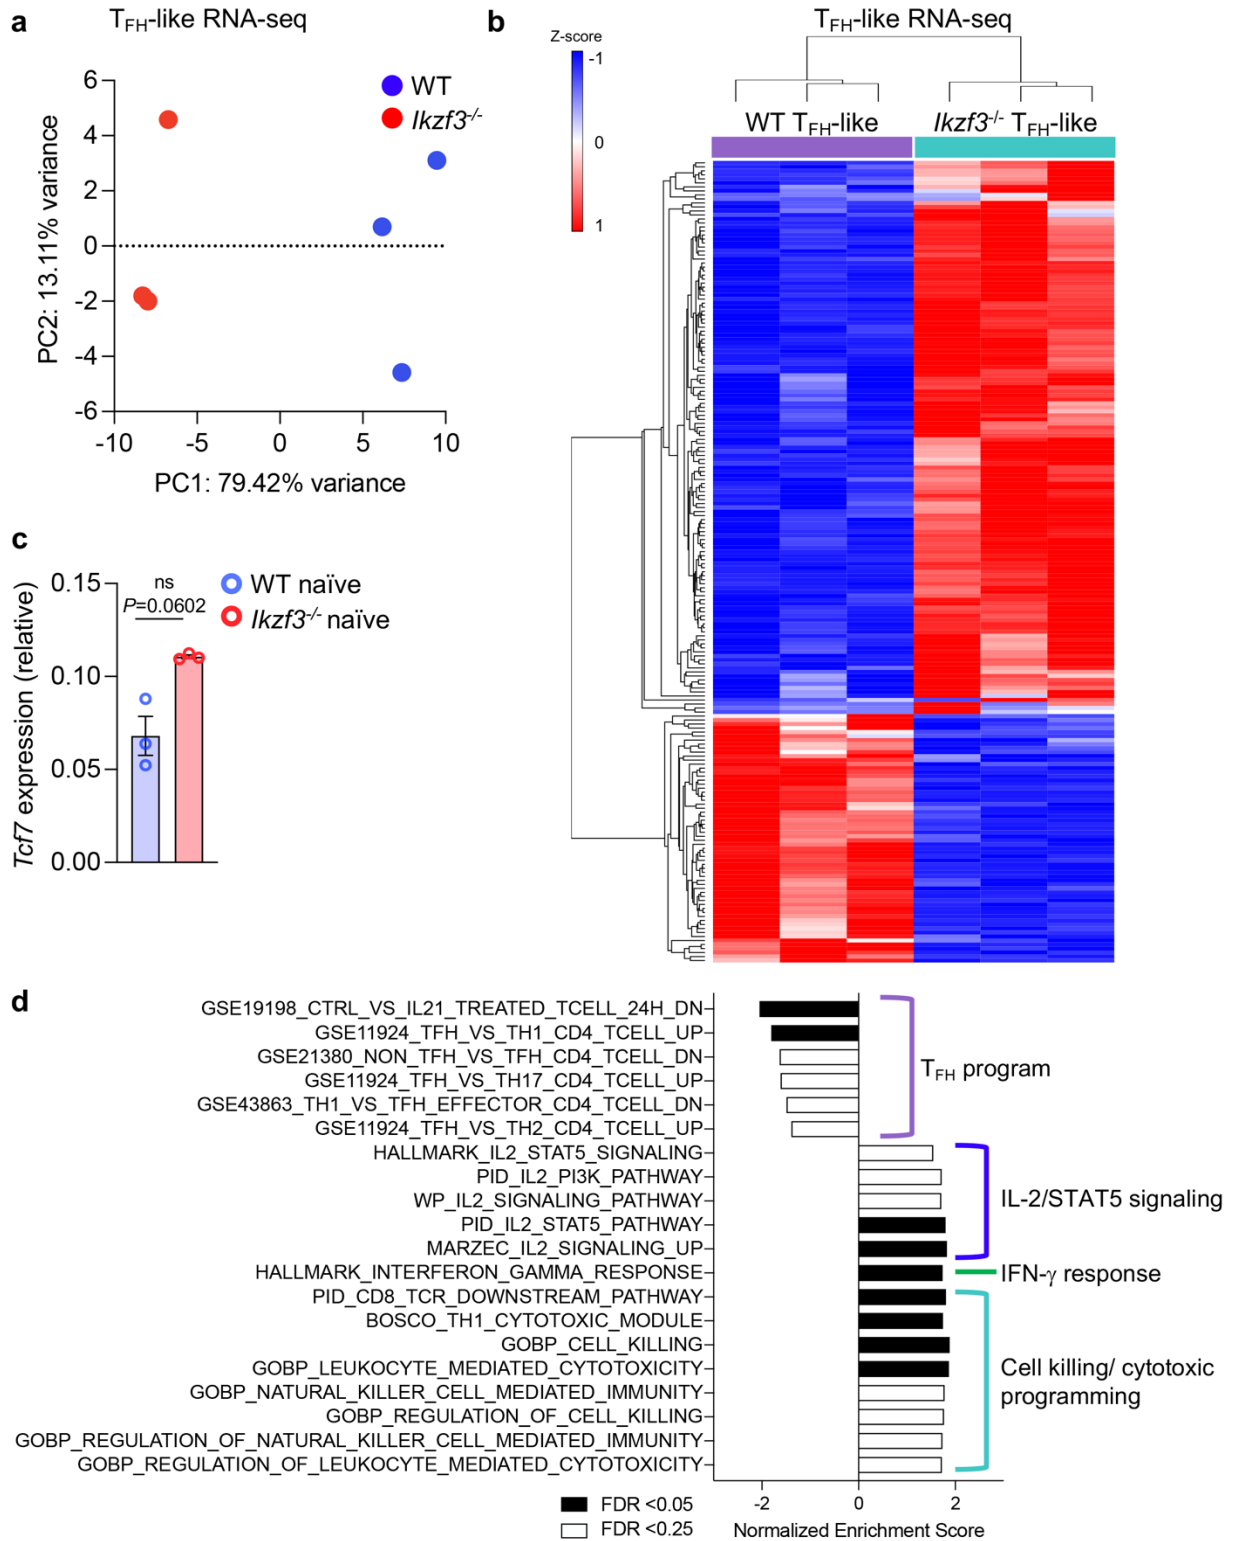 a
T_FH-like RNA-seq
WT
Ikzf3-/-
6
4
2
0
-2
-4
-6
PC2: 13.11% variance
-10
-5
0
5
10
PC1: 79.42% variance
b
T_FH-like RNA-seq
Z-score
-1
0
1
WT T_FH-like
Ikzf3-/- T_FH-like
c
WT naïve
Ikzf3-/- naïve
ns
P=0.0602
0.15
0.10
0.05
0.00
Tcf7 expression (relative)
d
GSE19198_CTRL_VS_IL21_TREATED_TCELL_24H_DN
GSE11924_TFH_VS_TH1_CD4_TCELL_UP
GSE21380_NON_TFH_VS_TFH_CD4_TCELL_DN
GSE11924_TFH_VS_TH17_CD4_TCELL_UP
GSE43863_TH1_VS_TFH_EFFECTOR_CD4_TCELL_DN
GSE11924_TFH_VS_TH2_CD4_TCELL_UP
HALLMARK_IL2_STAT5_SIGNALING
PID_IL2_PI3K_PATHWAY
WP_IL2_SIGNALING_PATHWAY
PID_IL2_STAT5_PATHWAY
MARZEC_IL2_SIGNALING_UP
HALLMARK_INTERFERON_GAMMA_RESPONSE
PID_CD8_TCR_DOWNSTREAM_PATHWAY
BOSCO_TH1_CYTOTOXIC_MODULE
GOBP_CELL_KILLING
GOBP_LEUKOCYTE_MEDIATED_CYTOTOXICITY
GOBP_NATURAL_KILLER_CELL_MEDIATED_IMMUNITY
GOBP_REGULATION_OF_CELL_KILLING
GOBP_REGULATION_OF_NATURAL_KILLER_CELL_MEDIATED_IMMUNITY
GOBP_REGULATION_OF_LEUKOCYTE_MEDIATED_CYTOTOXICITY
T_FH program
IL-2/STAT5 signaling
IFN-γ response
Cell killing/ cytotoxic
programming
-2
0
2
Normalized Enrichment Score
FDR <0.05
FDR <0.25